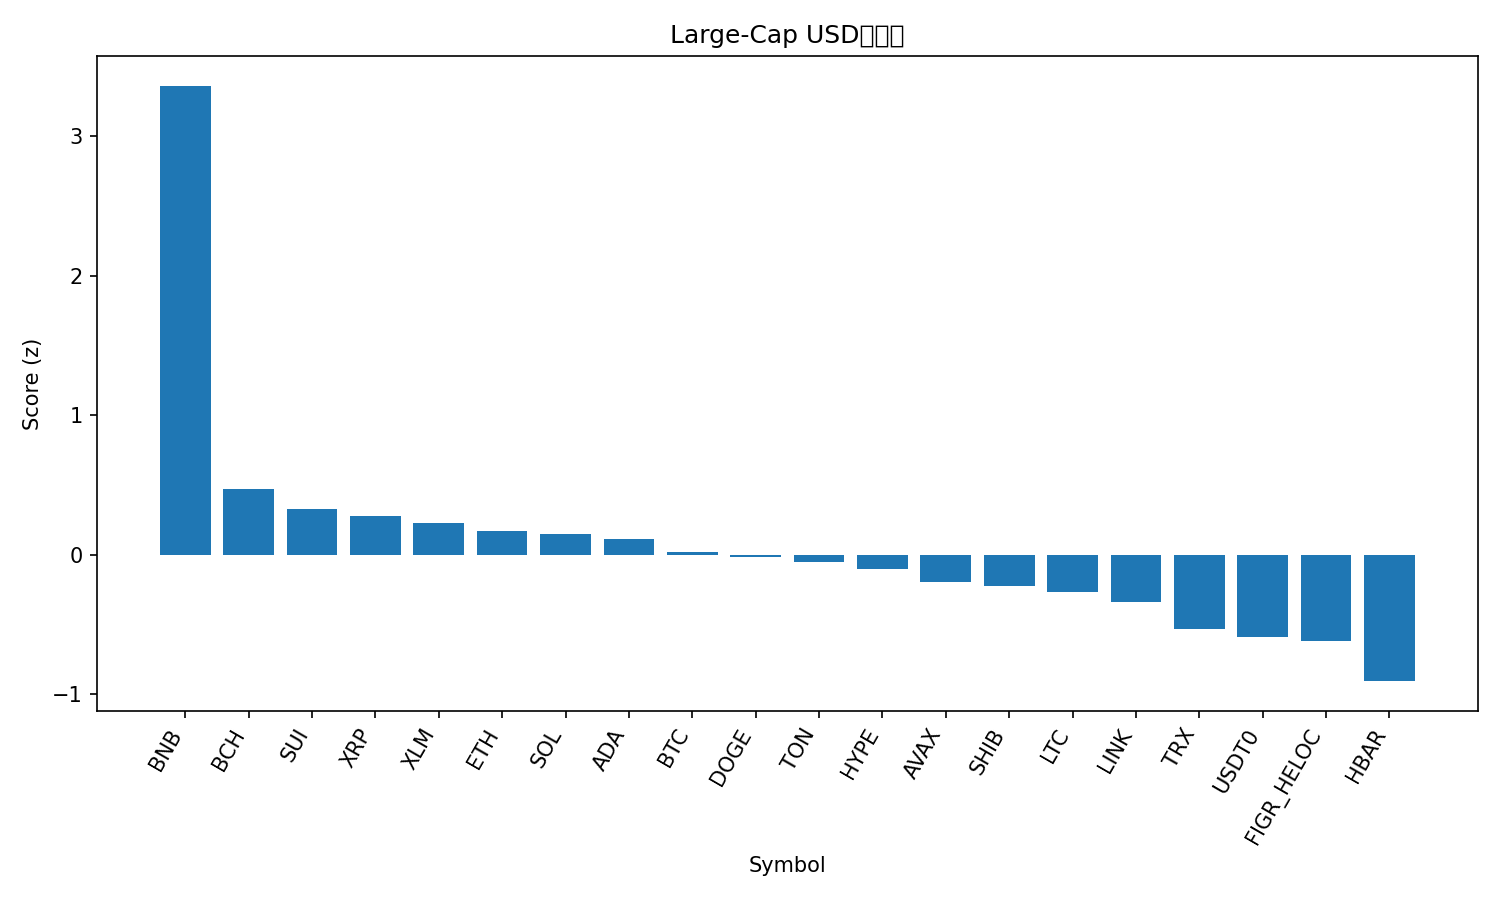 Large-Cap USD
Score (z)
3
2
1
0
−1
BNB
BCH
SUI
XRP
XLM
ETH
SOL
ADA
BTC
DOGE
TON
HYPE
AVAX
SHIB
LTC
LINK
TRX
USDT0
FIGR_HELOC
HBAR
Symbol